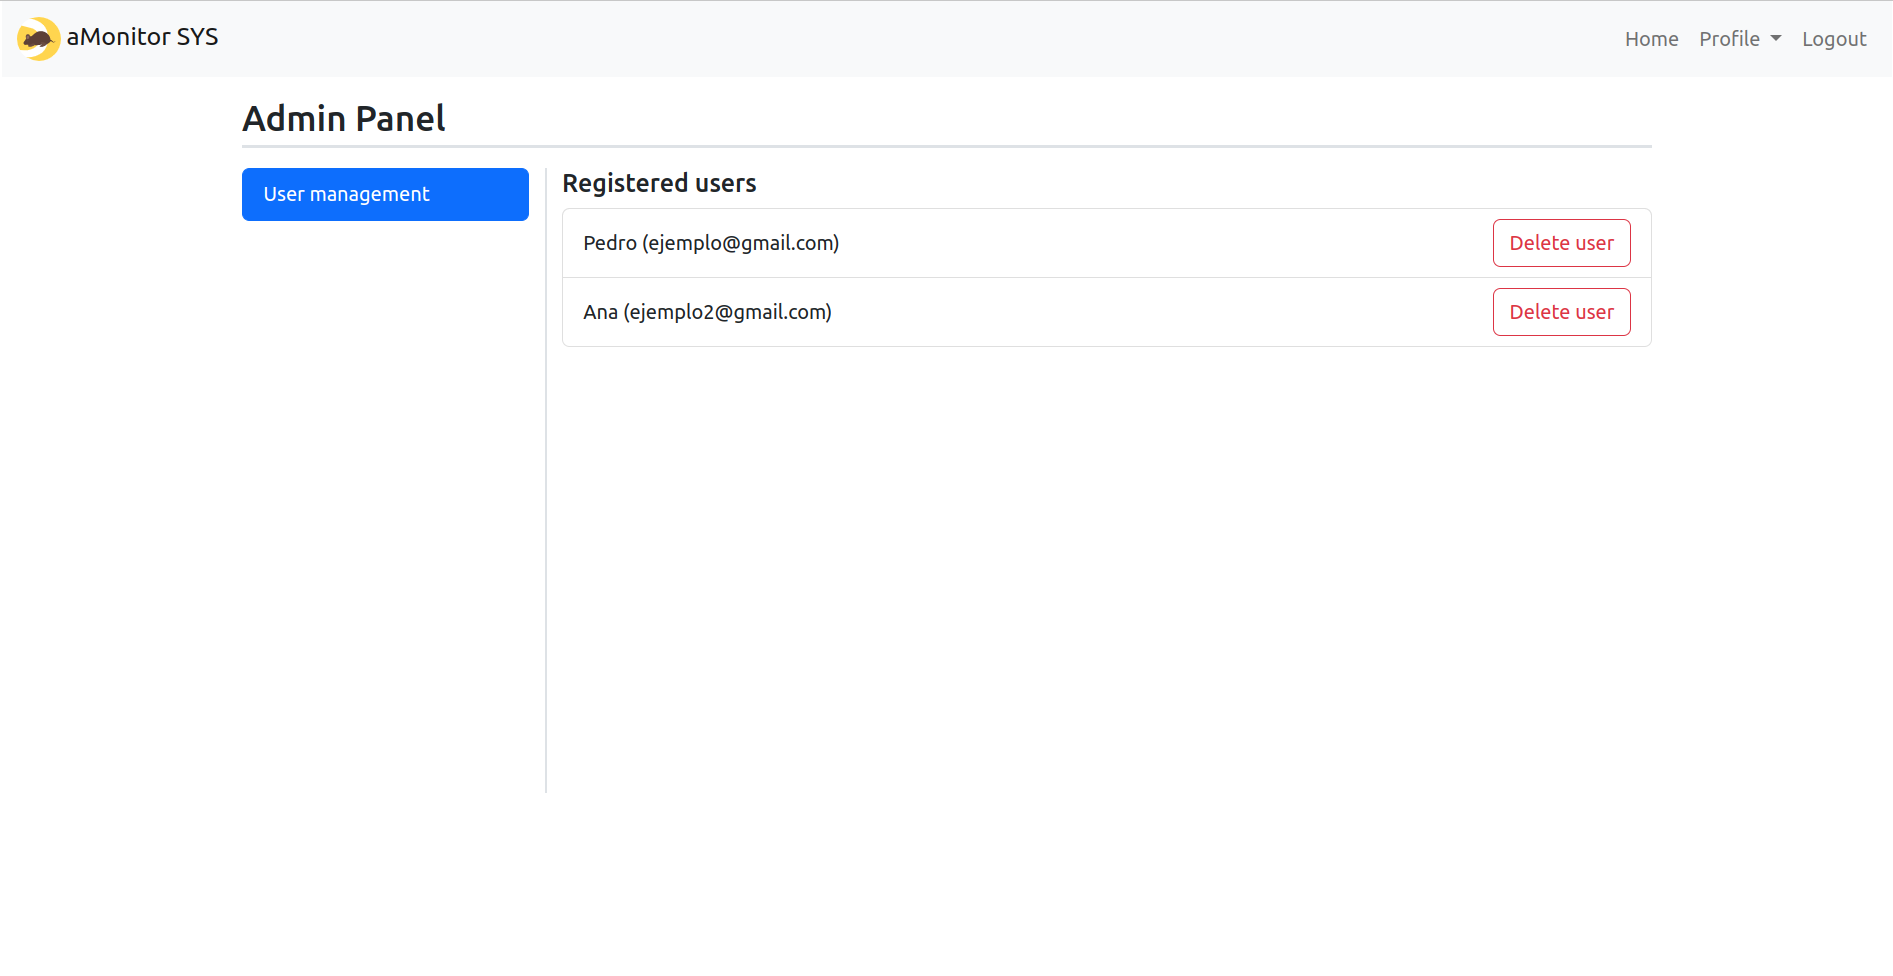 aMonitor SYS
Home Profile Logout
Admin Panel
User management
Registered users
Pedro (ejemplo@gmail.com) Delete user
Ana (ejemplo2@gmail.com) Delete user